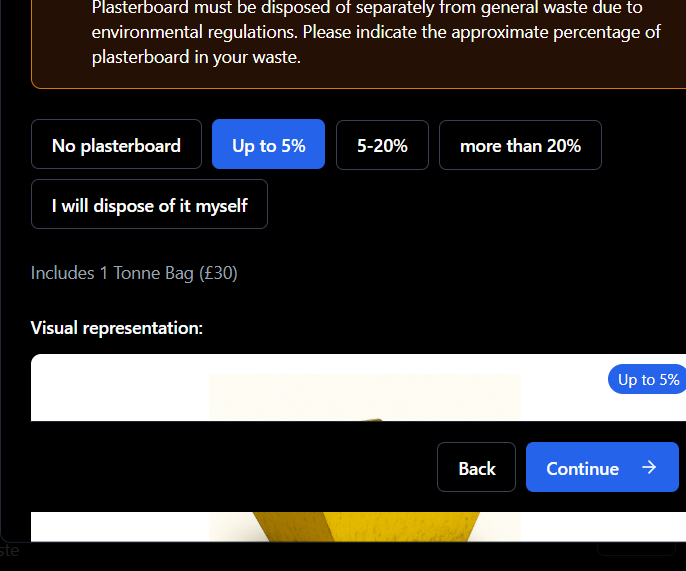 Plasterboard must be disposed of separately from general waste due to
environmental regulations. Please indicate the approximate percentage of
plasterboard in your waste.
No plasterboard
Up to 5%
5-20%
more than 20%
I will dispose of it myself
Includes 1 Tonne Bag (£30)
Visual representation:
Up to 5%
Back
Continue
ste